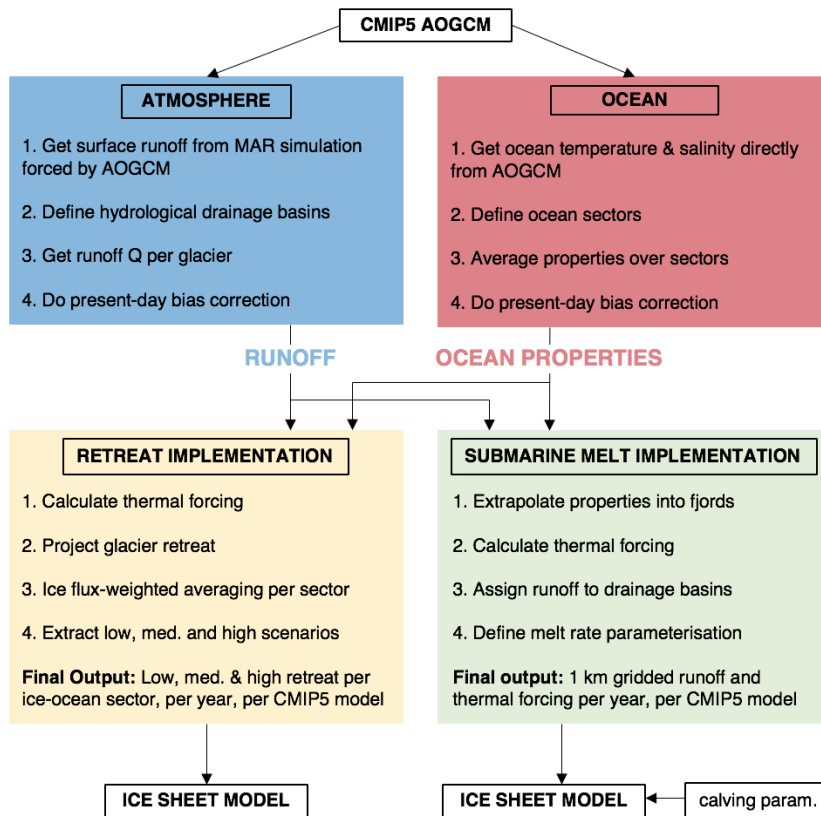 CMIP5 AOGCM
ATMOSPHERE
1. Get surface runoff from MAR simulation
forced by AOGCM
2. Define hydrological drainage basins
3. Get runoff Q per glacier
4. Do present-day bias correction
OCEAN
1. Get ocean temperature & salinity directly
from AOGCM
2. Define ocean sectors
3. Average properties over sectors
4. Do present-day bias correction
RUNOFF
OCEAN PROPERTIES
RETREAT IMPLEMENTATION
1. Calculate thermal forcing
2. Project glacier retreat
3. Ice flux-weighted averaging per sector
4. Extract low, med. and high scenarios
Final Output: Low, med. & high retreat per
ice-ocean sector, per year, per CMIP5 model
SUBMARINE MELT IMPLEMENTATION
1. Extrapolate properties into fjords
2. Calculate thermal forcing
3. Assign runoff to drainage basins
4. Define melt rate parameterisation
Final output: 1 km gridded runoff and
thermal forcing per year, per CMIP5 model
ICE SHEET MODEL
ICE SHEET MODEL
calving param.